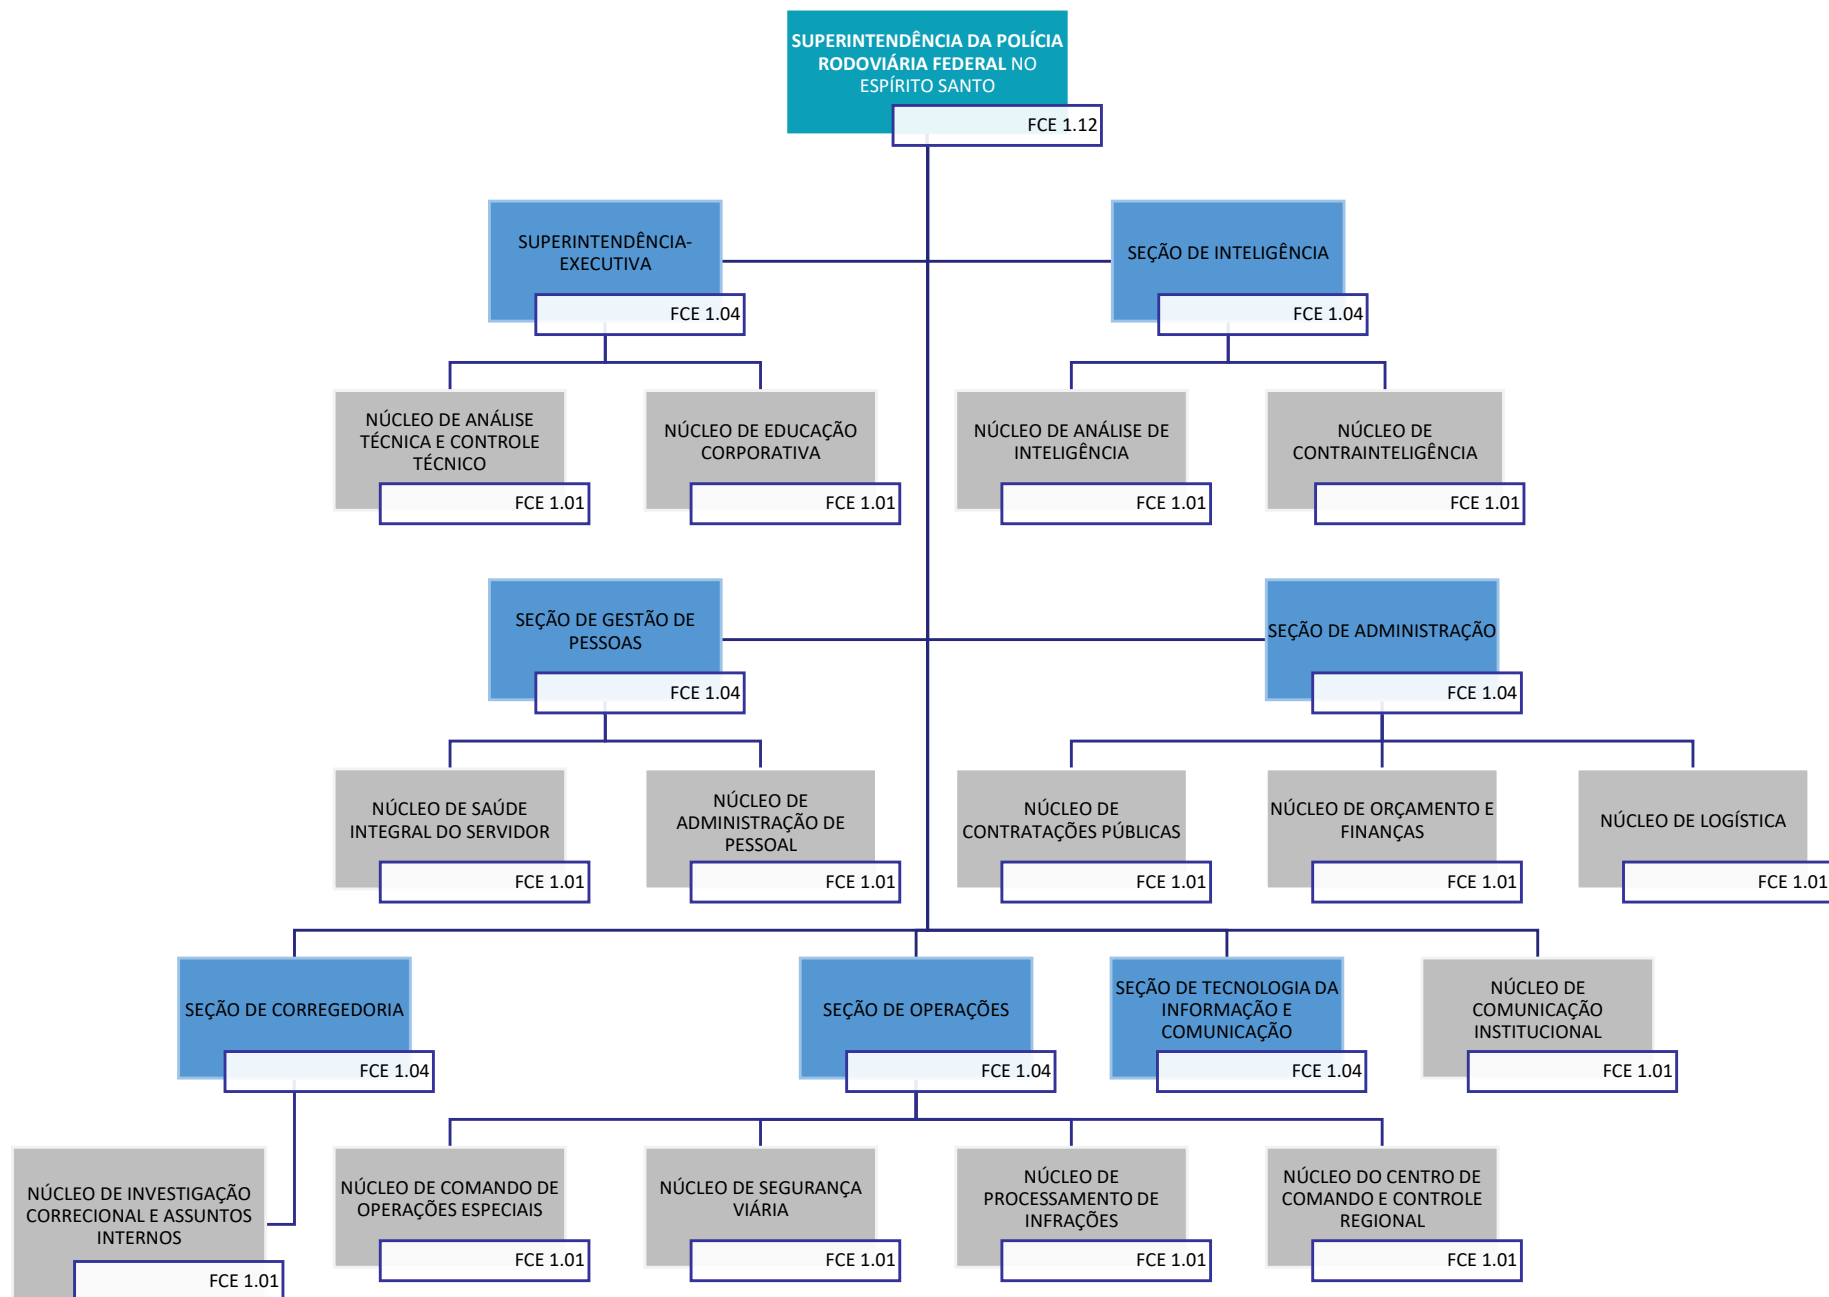 SUPERINTENDÊNCIA DA POLÍCIA
RODOVIÁRIA FEDERAL NO
ESPÍRITO SANTO
FCE 1.12
SUPERINTENDÊNCIA-
EXECUTIVA
FCE 1.04
SEÇÃO DE INTELIGÊNCIA
FCE 1.04
NÚCLEO DE ANÁLISE
TÉCNICA E CONTROLE
TÉCNICO
FCE 1.01
NÚCLEO DE EDUCAÇÃO
CORPORATIVA
FCE 1.01
NÚCLEO DE ANÁLISE DE
INTELIGÊNCIA
FCE 1.01
NÚCLEO DE
CONTRAINTELIGÊNCIA
FCE 1.01
SEÇÃO DE GESTÃO DE
PESSOAS
FCE 1.04
SEÇÃO DE ADMINISTRAÇÃO
FCE 1.04
NÚCLEO DE SAÚDE
INTEGRAL DO SERVIDOR
FCE 1.01
NÚCLEO DE
ADMINISTRAÇÃO DE
PESSOAL
FCE 1.01
NÚCLEO DE
CONTRATAÇÕES PÚBLICAS
FCE 1.01
NÚCLEO DE ORÇAMENTO E
FINANÇAS
FCE 1.01
NÚCLEO DE LOGÍSTICA
FCE 1.01
SEÇÃO DE CORREGEDORIA
FCE 1.04
SEÇÃO DE OPERAÇÕES
FCE 1.04
SEÇÃO DE TECNOLOGIA DA
INFORMAÇÃO E
COMUNICAÇÃO
FCE 1.04
NÚCLEO DE
COMUNICAÇÃO
INSTITUCIONAL
FCE 1.01
NÚCLEO DE INVESTIGAÇÃO
CORRECIONAL E ASSUNTOS
INTERNOS
FCE 1.01
NÚCLEO DE COMANDO DE
OPERAÇÕES ESPECIAIS
FCE 1.01
NÚCLEO DE SEGURANÇA
VIÁRIA
FCE 1.01
NÚCLEO DE
PROCESSAMENTO DE
INFRAÇÕES
FCE 1.01
NÚCLEO DO CENTRO DE
COMANDO E CONTROLE
REGIONAL
FCE 1.01